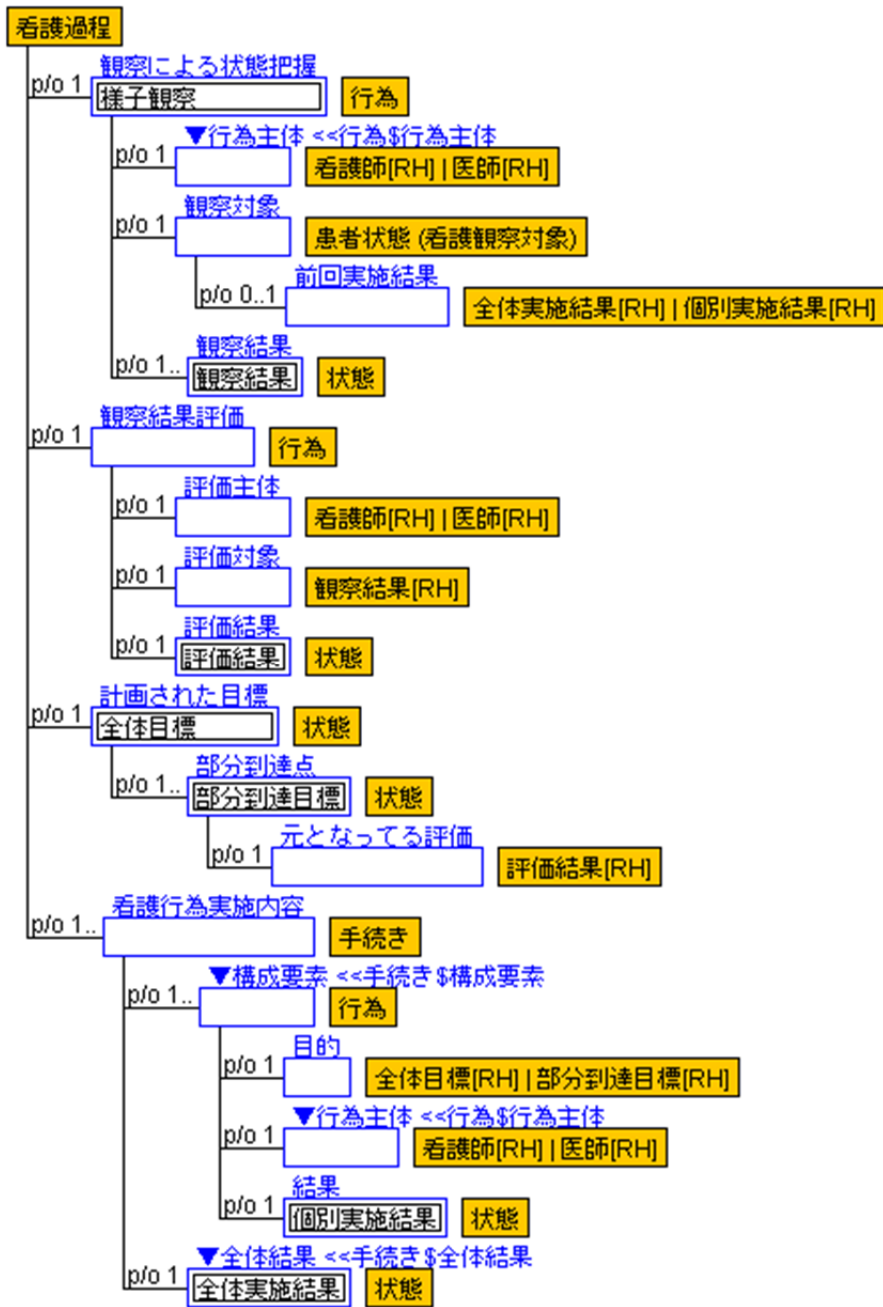 看護過程
観察による状態把握
p/o 1 様子観察 行為
▼行為主体 <<行為$行為主体
p/o 1 看護師[RH] | 医師[RH]
観察対象
p/o 1 患者状態 (看護観察対象)
前回実施結果
p/o 0..1 全体実施結果[RH] | 個別実施結果[RH]
観察結果
p/o 1.. 観察結果 状態
観察結果評価
p/o 1 行為
評価主体
p/o 1 看護師[RH] | 医師[RH]
評価対象
p/o 1 観察結果[RH]
評価結果
p/o 1 評価結果 状態
計画された目標
p/o 1 全体目標 状態
部分到達点
p/o 1.. 部分到達目標 状態
元となってる評価
p/o 1 評価結果[RH]
看護行為実施内容
p/o 1.. 手続き
▼構成要素 <<手続き$構成要素
p/o 1.. 行為
目的
p/o 1 全体目標[RH] | 部分到達目標[RH]
▼行為主体 <<行為$行為主体
p/o 1 看護師[RH] | 医師[RH]
結果
p/o 1 個別実施結果 状態
▼全体結果 <<手続き$全体結果
p/o 1 全体実施結果 状態